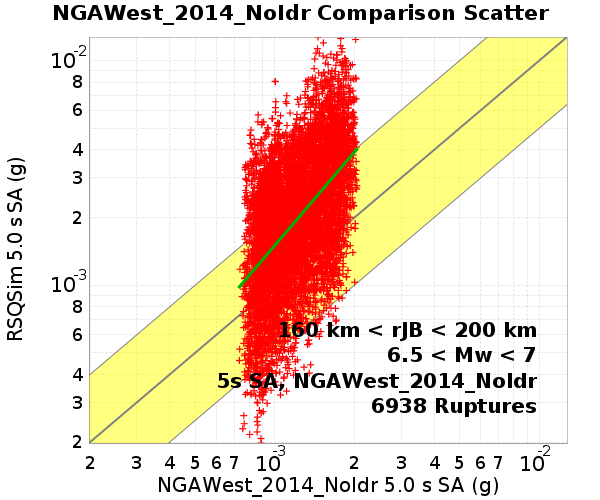 NGAWest_2014_NoIdr Comparison Scatter
RSQSim 5.0 s SA (g)
10-2
8
6
4
3
2
10-3
8
6
4
3
2
160 km < rJB < 200 km
6.5 < Mw < 7
5s SA, NGAWest_2014_NoIdr
6938 Ruptures
2 3 4 5 6 7 10-3 2 3 4 5 6 7 10-2
NGAWest_2014_NoIdr 5.0 s SA (g)